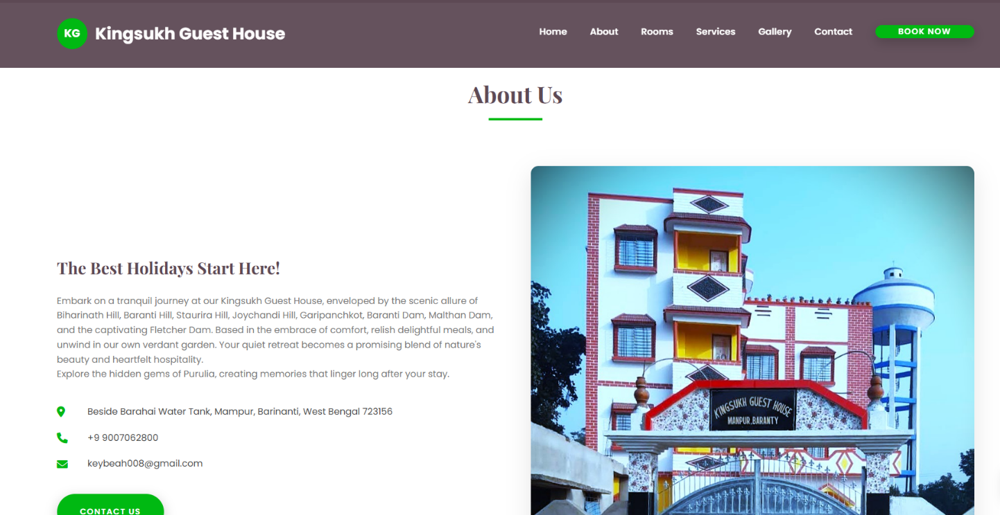 KG Kingsukh Guest House
Home About Rooms Services Gallery Contact BOOK NOW
About Us
The Best Holidays Start Here!
Embark on a tranquil journey at our Kingsukh Guest House, enveloped by the scenic allure of
Biharinath Hill, Baranti Hill, Staurira Hill, Joychandi Hill, Garipanchkot, Baranti Dam, Malthan Dam,
and the captivating Fletcher Dam. Based in the embrace of comfort, relish delightful meals, and
unwind in our own verdant garden. Your quiet retreat becomes a promising blend of nature's
beauty and heartfelt hospitality.
Explore the hidden gems of Purulia, creating memories that linger long after your stay.
Beside Barahai Water Tank, Mampur, Barinanti, West Bengal 723156
+9 9007062800
keybeah008@gmail.com
CONTACT US
KINGSUKH GUEST HOUSE
MANPUR,BARANTY